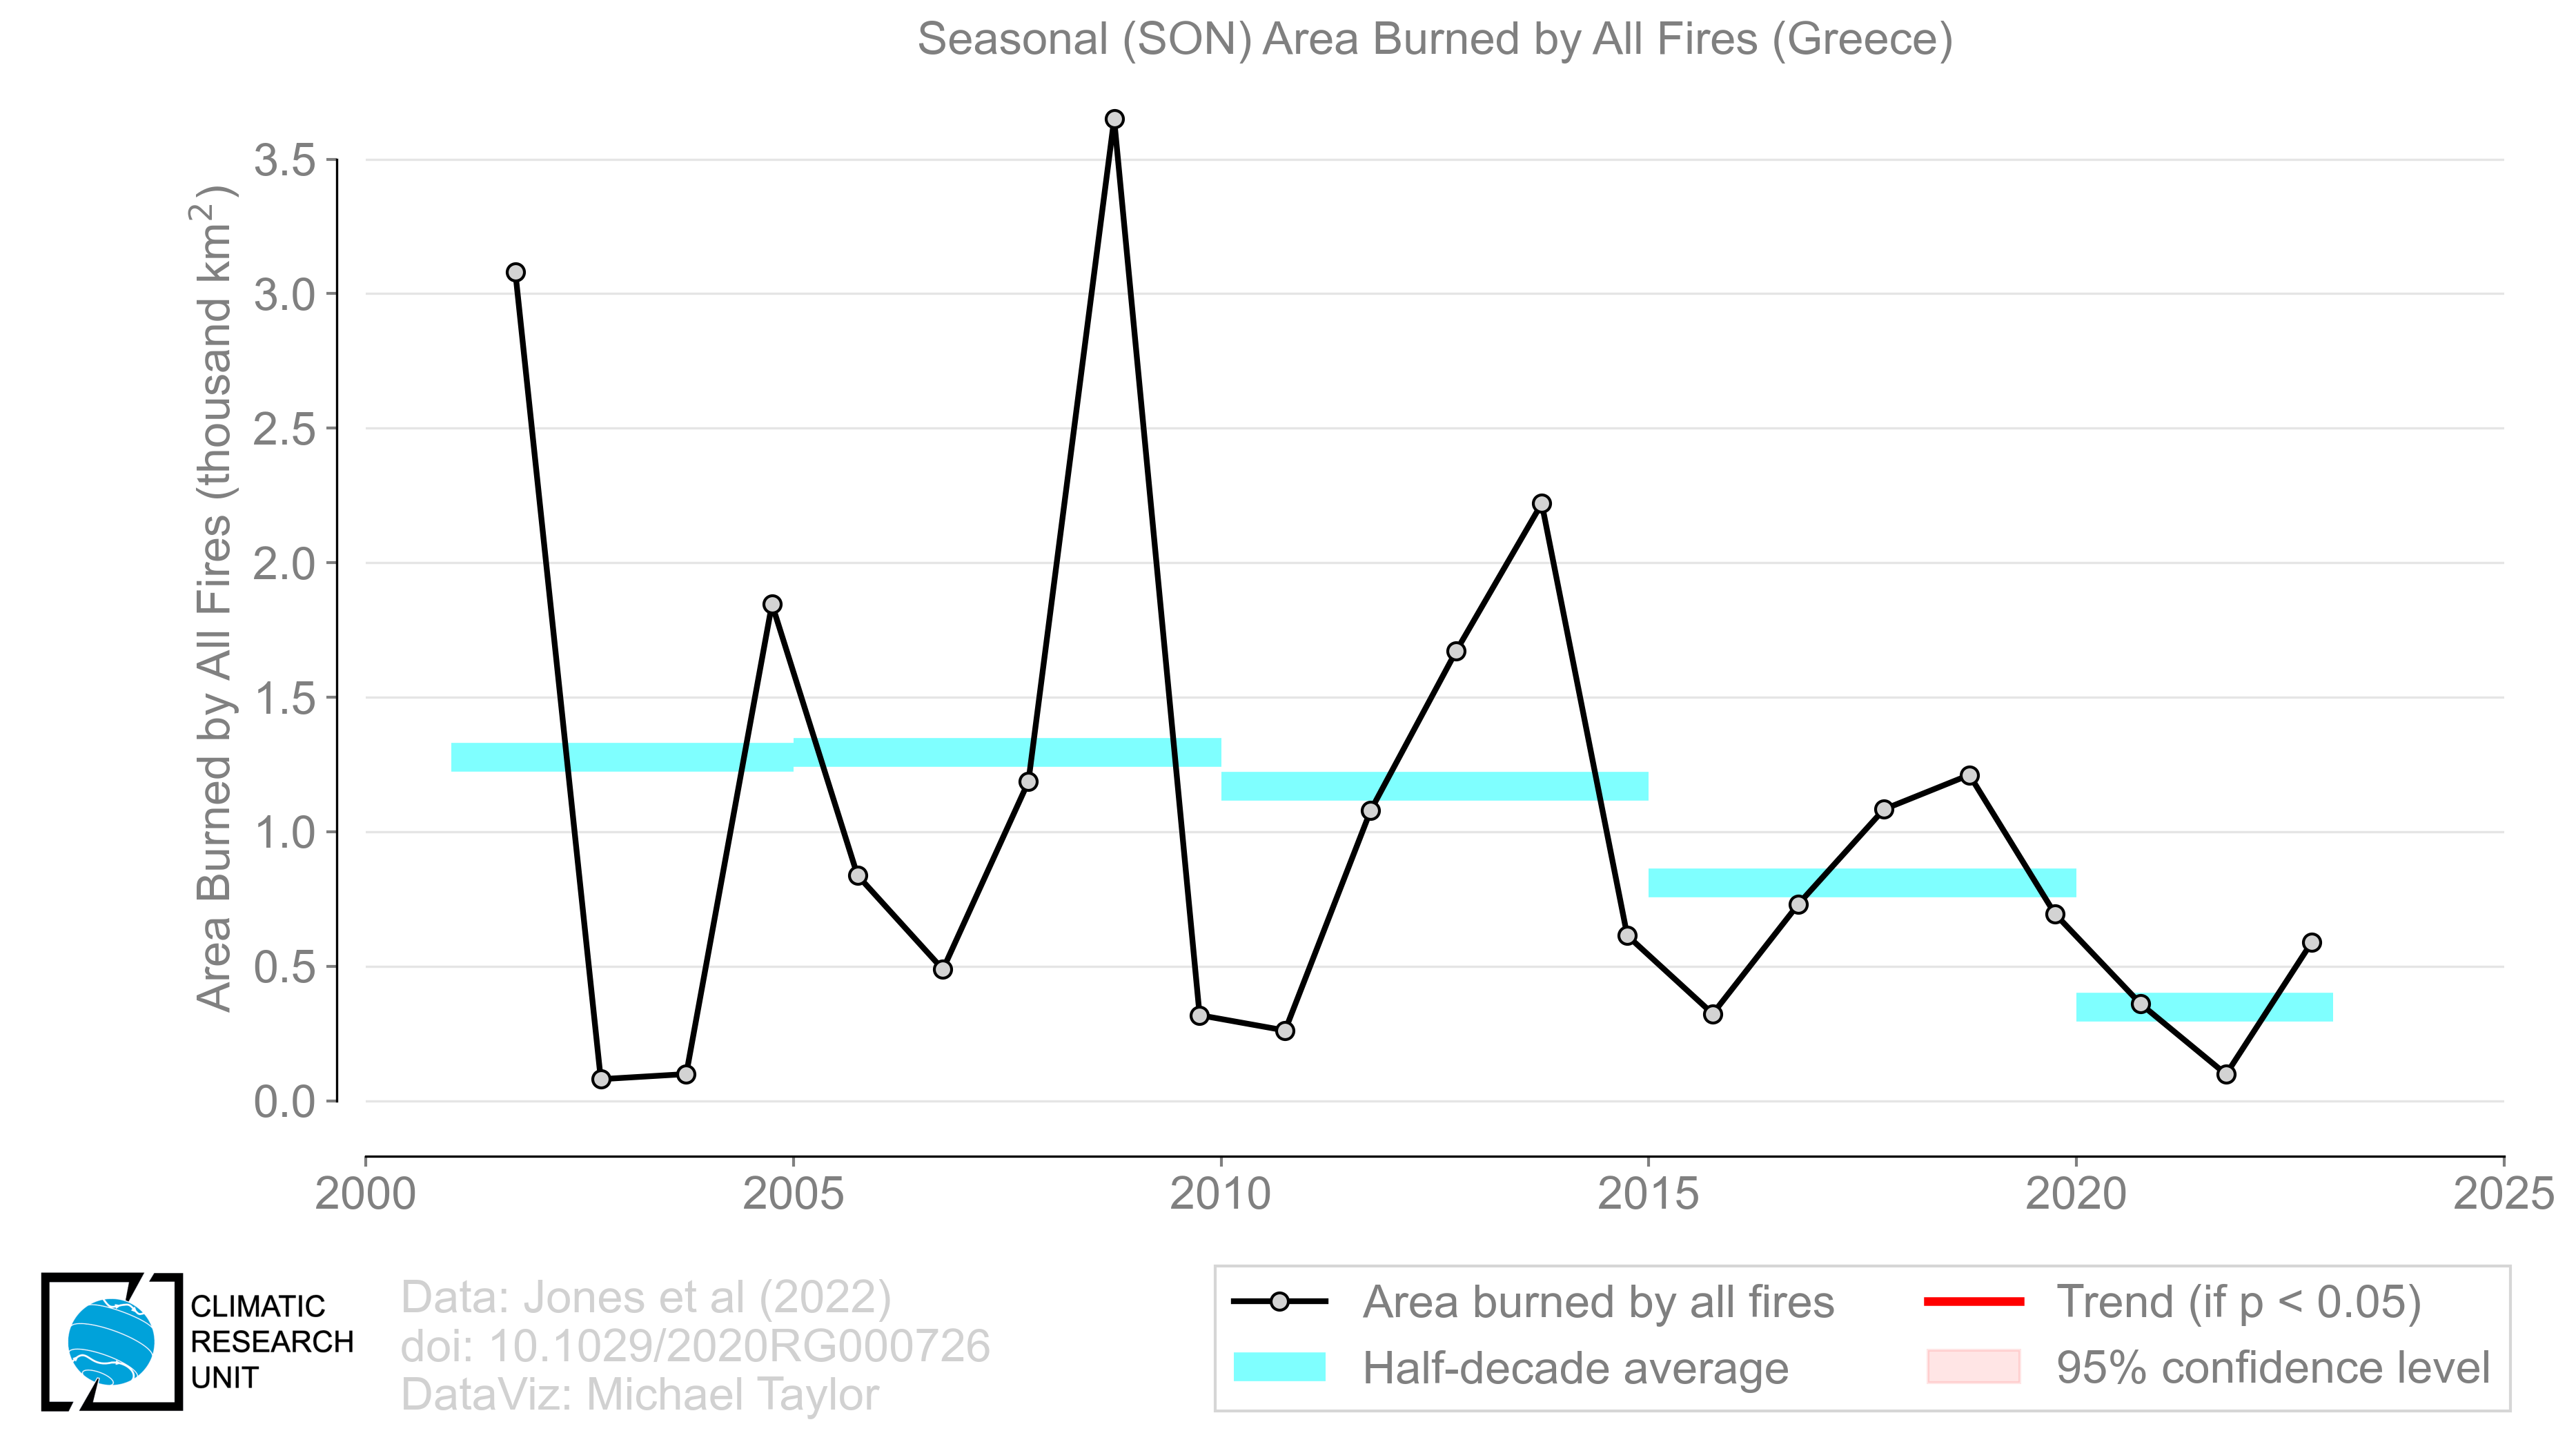 Seasonal (SON) Area Burned by All Fires (Greece)
Area Burned by All Fires (thousand km²)
3.5
3.0
2.5
2.0
1.5
1.0
0.5
0.0
2000 2005 2010 2015 2020 2025
CLIMATIC
RESEARCH
UNIT
Data: Jones et al (2022)
doi: 10.1029/2020RG000726
DataViz: Michael Taylor
Area burned by all fires
Half-decade average
Trend (if p < 0.05)
95% confidence level